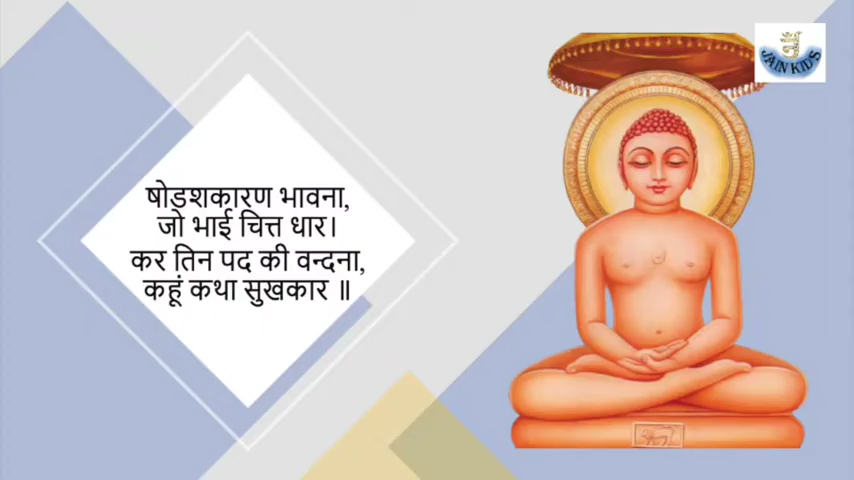 षोडशकारण भावना,
जो भाई चित्त धार।
कर तिन पद की वन्दना,
कहूं कथा सुखकार ॥
JAIN KIDS